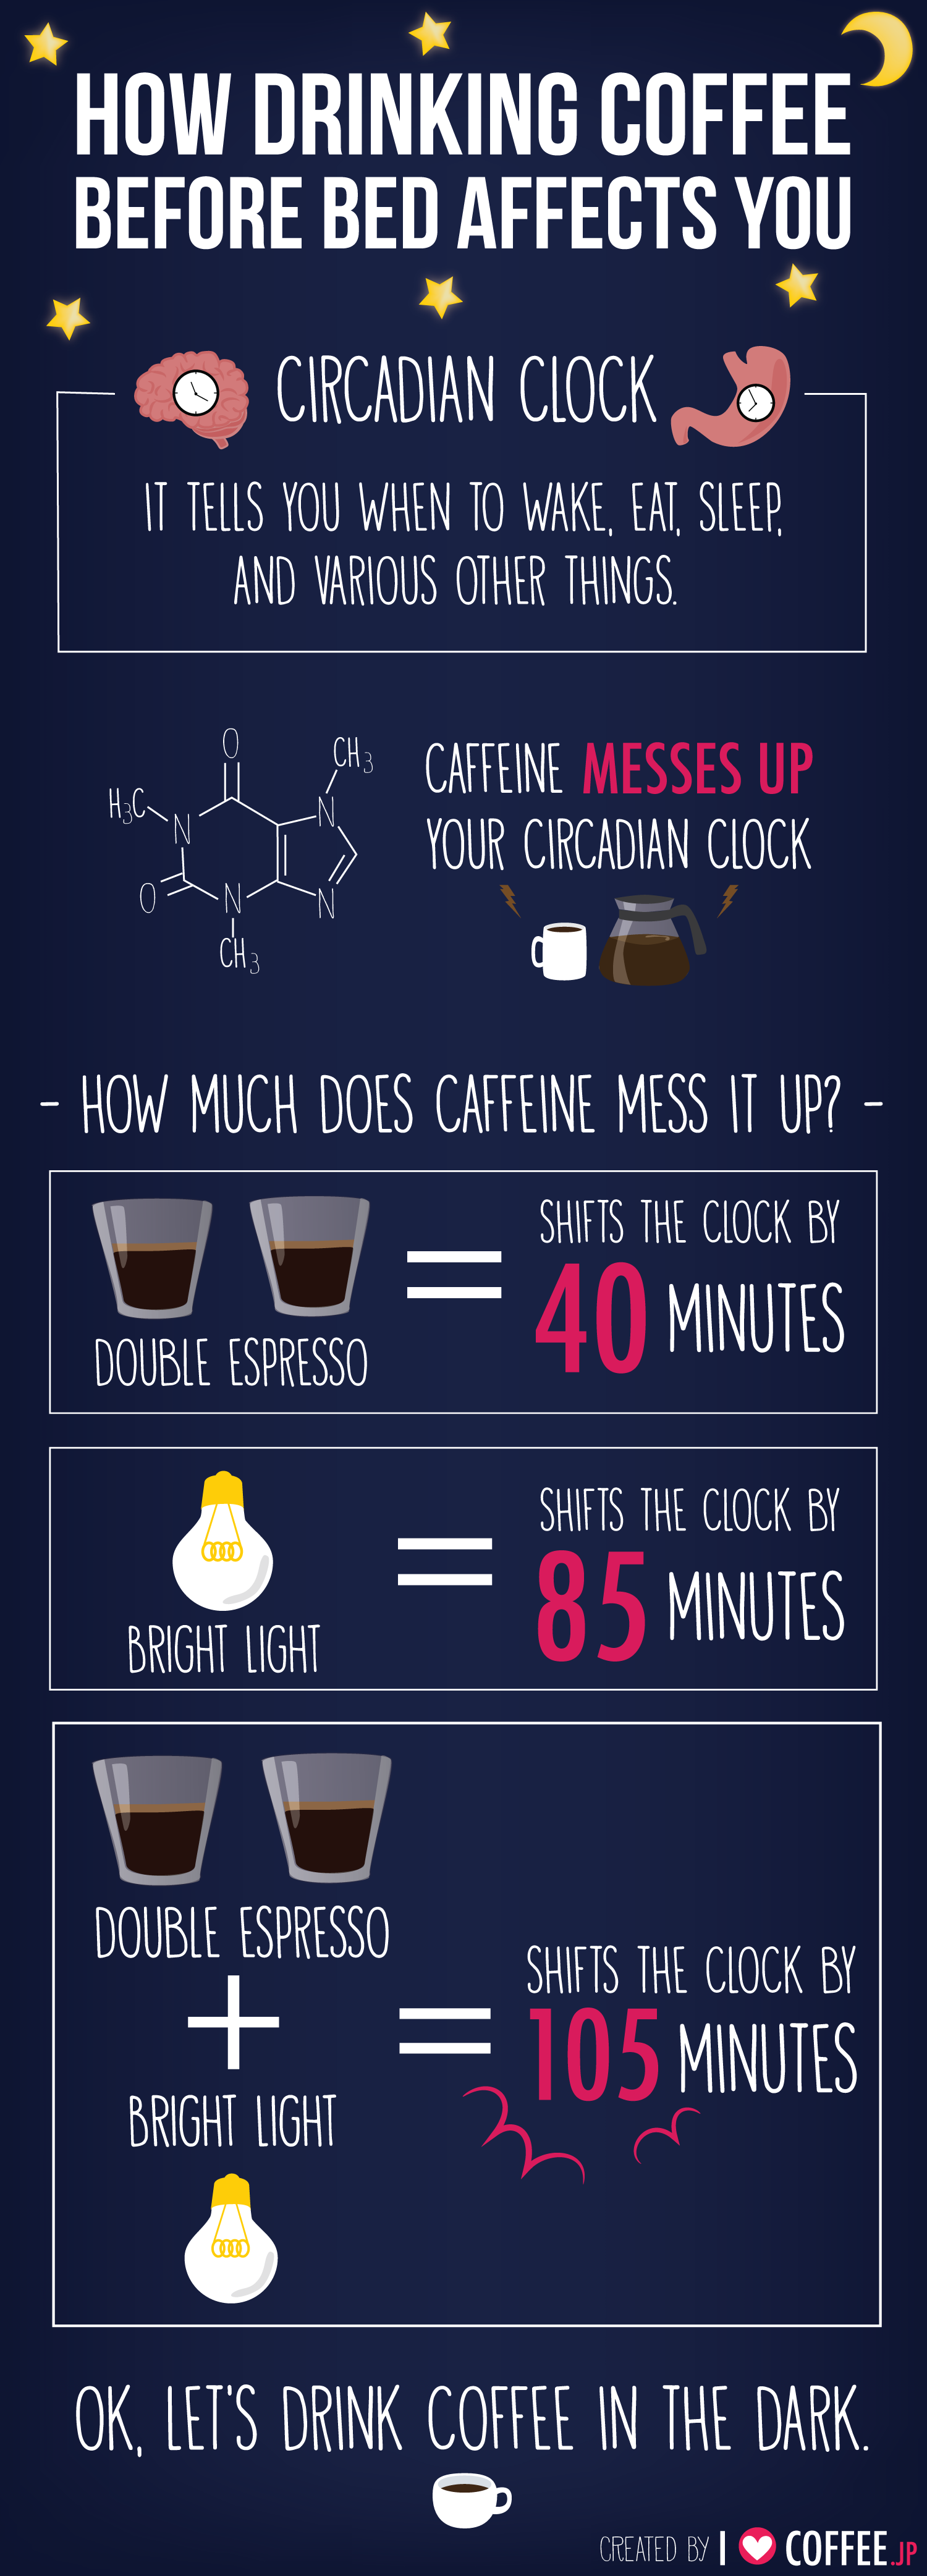 HOW DRINKING COFFEE
BEFORE BED AFFECTS YOU
CIRCADIAN CLOCK
IT TELLS YOU WHEN TO WAKE, EAT, SLEEP,
AND VARIOUS OTHER THINGS.
O
CH3
H3C
N
N
O
N
N
CH3
CAFFEINE MESSES UP
YOUR CIRCADIAN CLOCK
- HOW MUCH DOES CAFFEINE MESS IT UP? -
DOUBLE ESPRESSO
=
SHIFTS THE CLOCK BY
40 MINUTES
BRIGHT LIGHT
=
SHIFTS THE CLOCK BY
85 MINUTES
DOUBLE ESPRESSO
+
BRIGHT LIGHT
=
SHIFTS THE CLOCK BY
105 MINUTES
OK, LET'S DRINK COFFEE IN THE DARK.
CREATED BY I ♥ COFFEE.JP